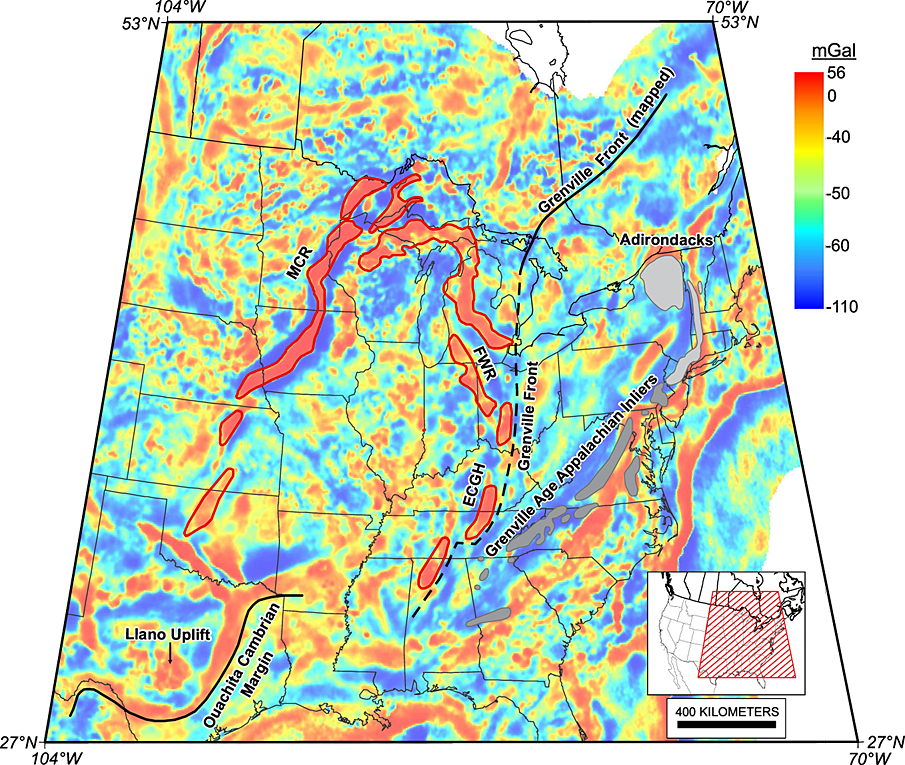 104°W
70°W
53°N
53°N
mGal
56
0
-40
-50
-60
-110
Grenville Front (mapped)
Adirondacks
MCR
FWR
Grenville Front
Grenville Age Appalachian Inliers
ECGH
Llano Uplift
Ouachita Cambrian
Margin
400 KILOMETERS
27°N
27°N
104°W
70°W